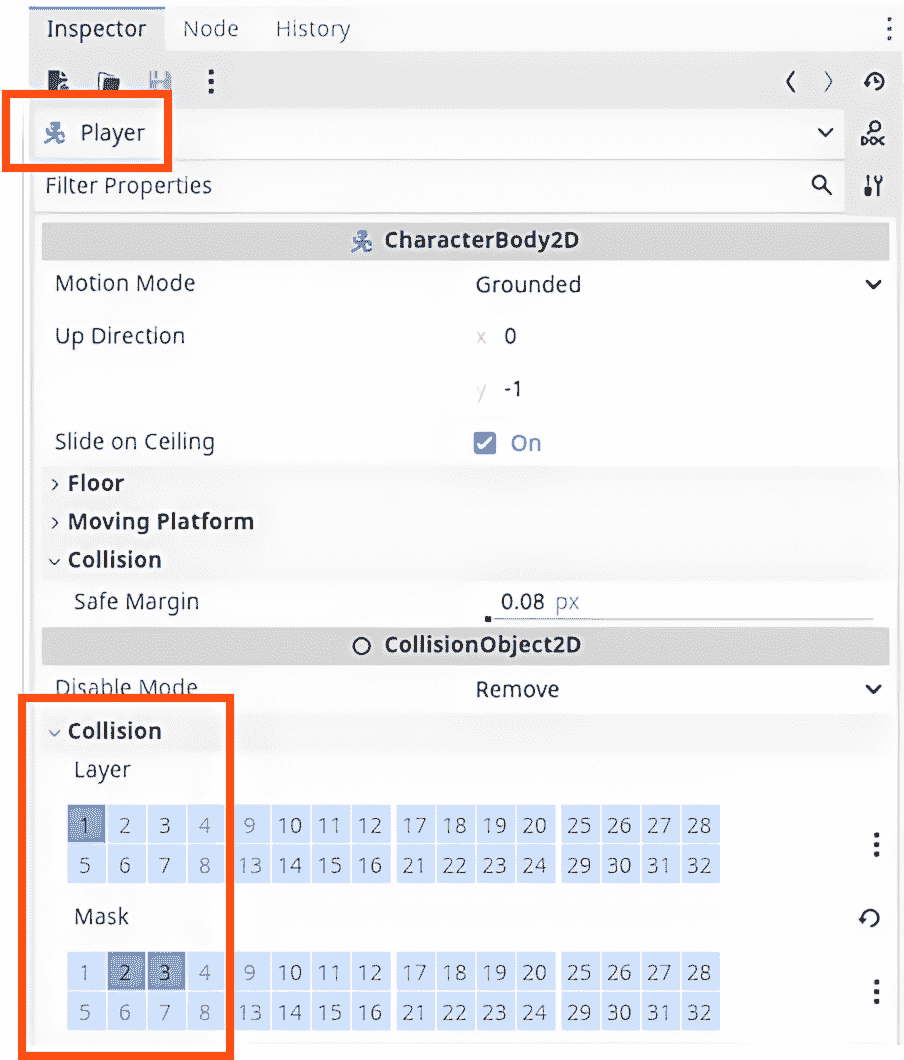 Inspector Node History
Player
DOC
Filter Properties
CharacterBody2D
Motion Mode Grounded
Up Direction x 0
y -1
Slide on Ceiling On
Floor
Moving Platform
Collision
Safe Margin 0.08 px
CollisionObject2D
Disable Mode Remove
Collision
Layer
1 2 3 4 9 10 11 12 17 18 19 20 25 26 27 28
5 6 7 8 13 14 15 16 21 22 23 24 29 30 31 32
Mask
1 2 3 4 9 10 11 12 17 18 19 20 25 26 27 28
5 6 7 8 13 14 15 16 21 22 23 24 29 30 31 32